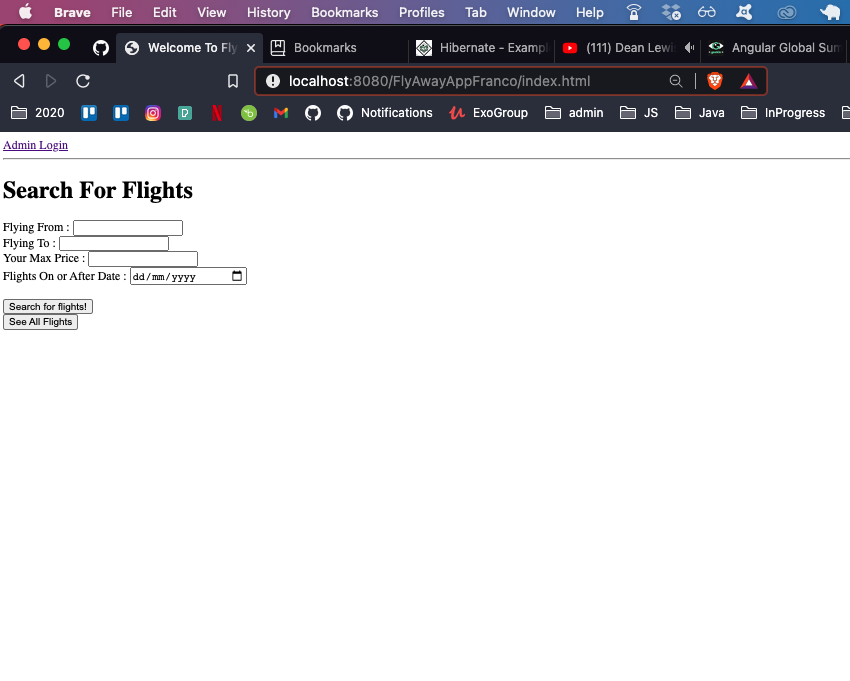 Brave File Edit View History Bookmarks Profiles Tab Window Help
Welcome To Fly Bookmarks Hibernate - Exampl (111) Dean Lewi Angular Global Sum
localhost:8080/FlyAwayAppFranco/index.html
2020 Notifications ExoGroup admin JS Java InProgress
Admin Login
Search For Flights
Flying From :
Flying To :
Your Max Price :
Flights On or After Date : dd/mm/yyyy
Search for flights!
See All Flights